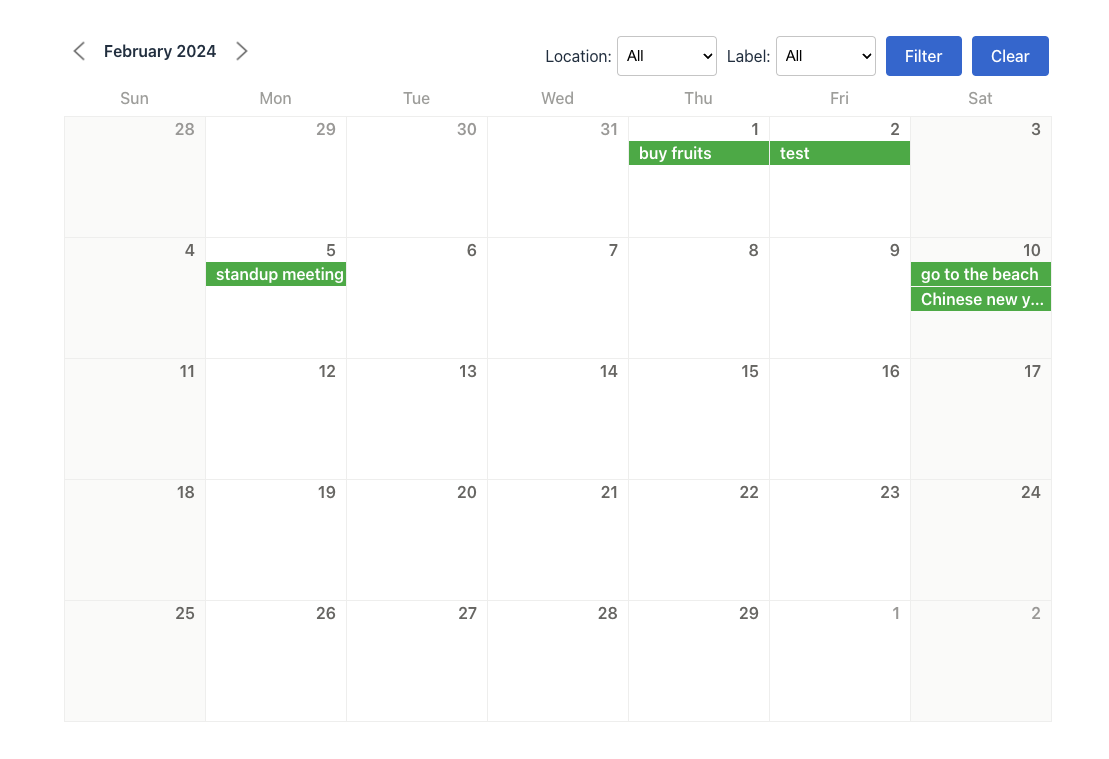 February 2024 Location: All Label: All Filter Clear
Sun Mon Tue Wed Thu Fri Sat
28 29 30 31 1 2 3
buy fruits test
4 5 6 7 8 9 10
standup meeting go to the beach
Chinese new y...
11 12 13 14 15 16 17
18 19 20 21 22 23 24
25 26 27 28 29 1 2